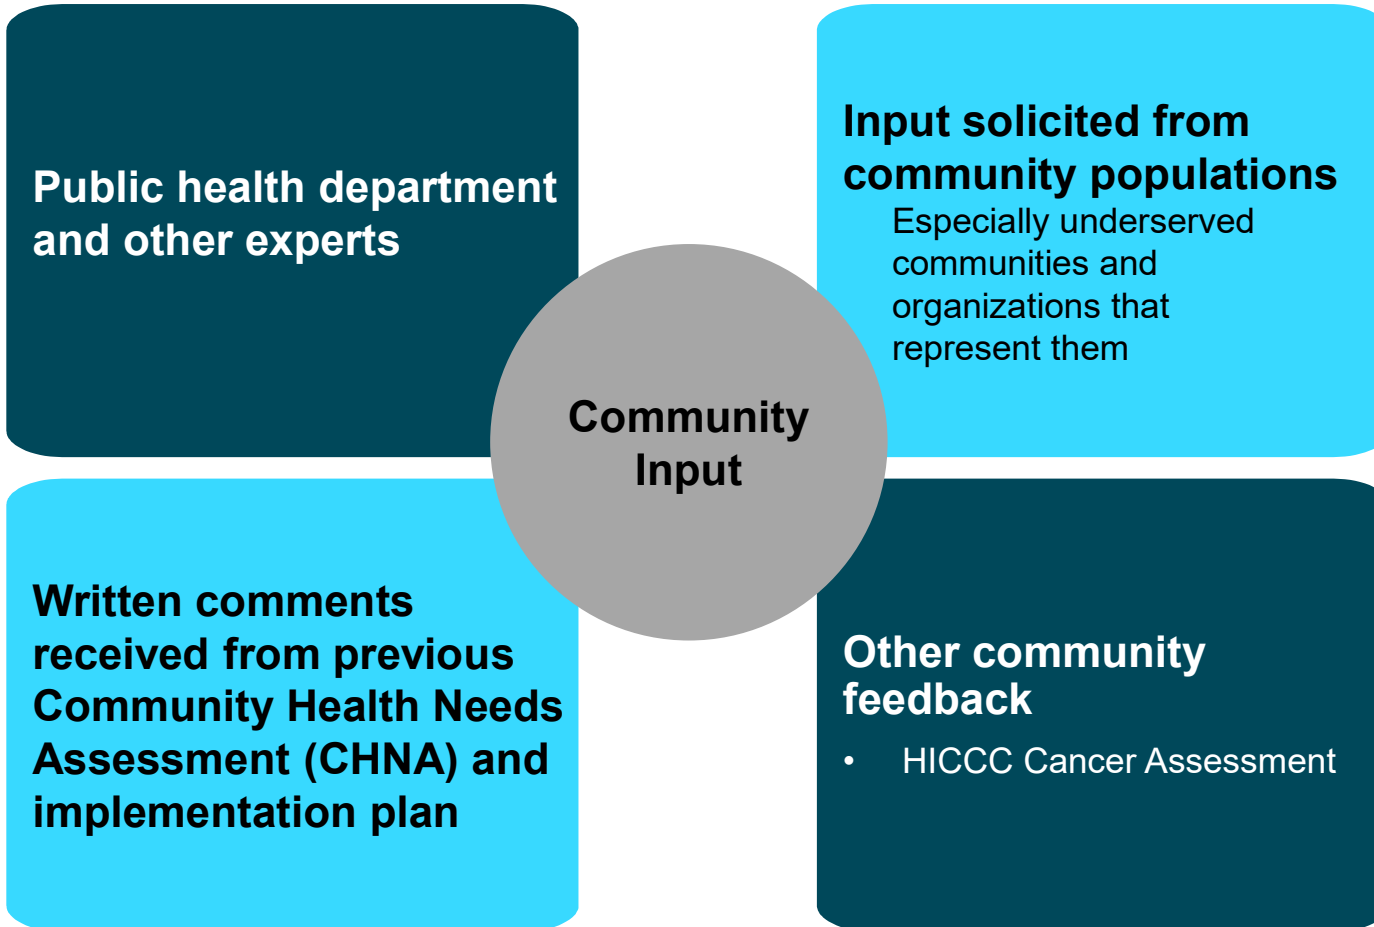 Public health department
and other experts
Input solicited from
community populations
Especially underserved
communities and
organizations that
represent them
Community
Input
Written comments
received from previous
Community Health Needs
Assessment (CHNA) and
implementation plan
Other community
feedback
• HICCC Cancer Assessment